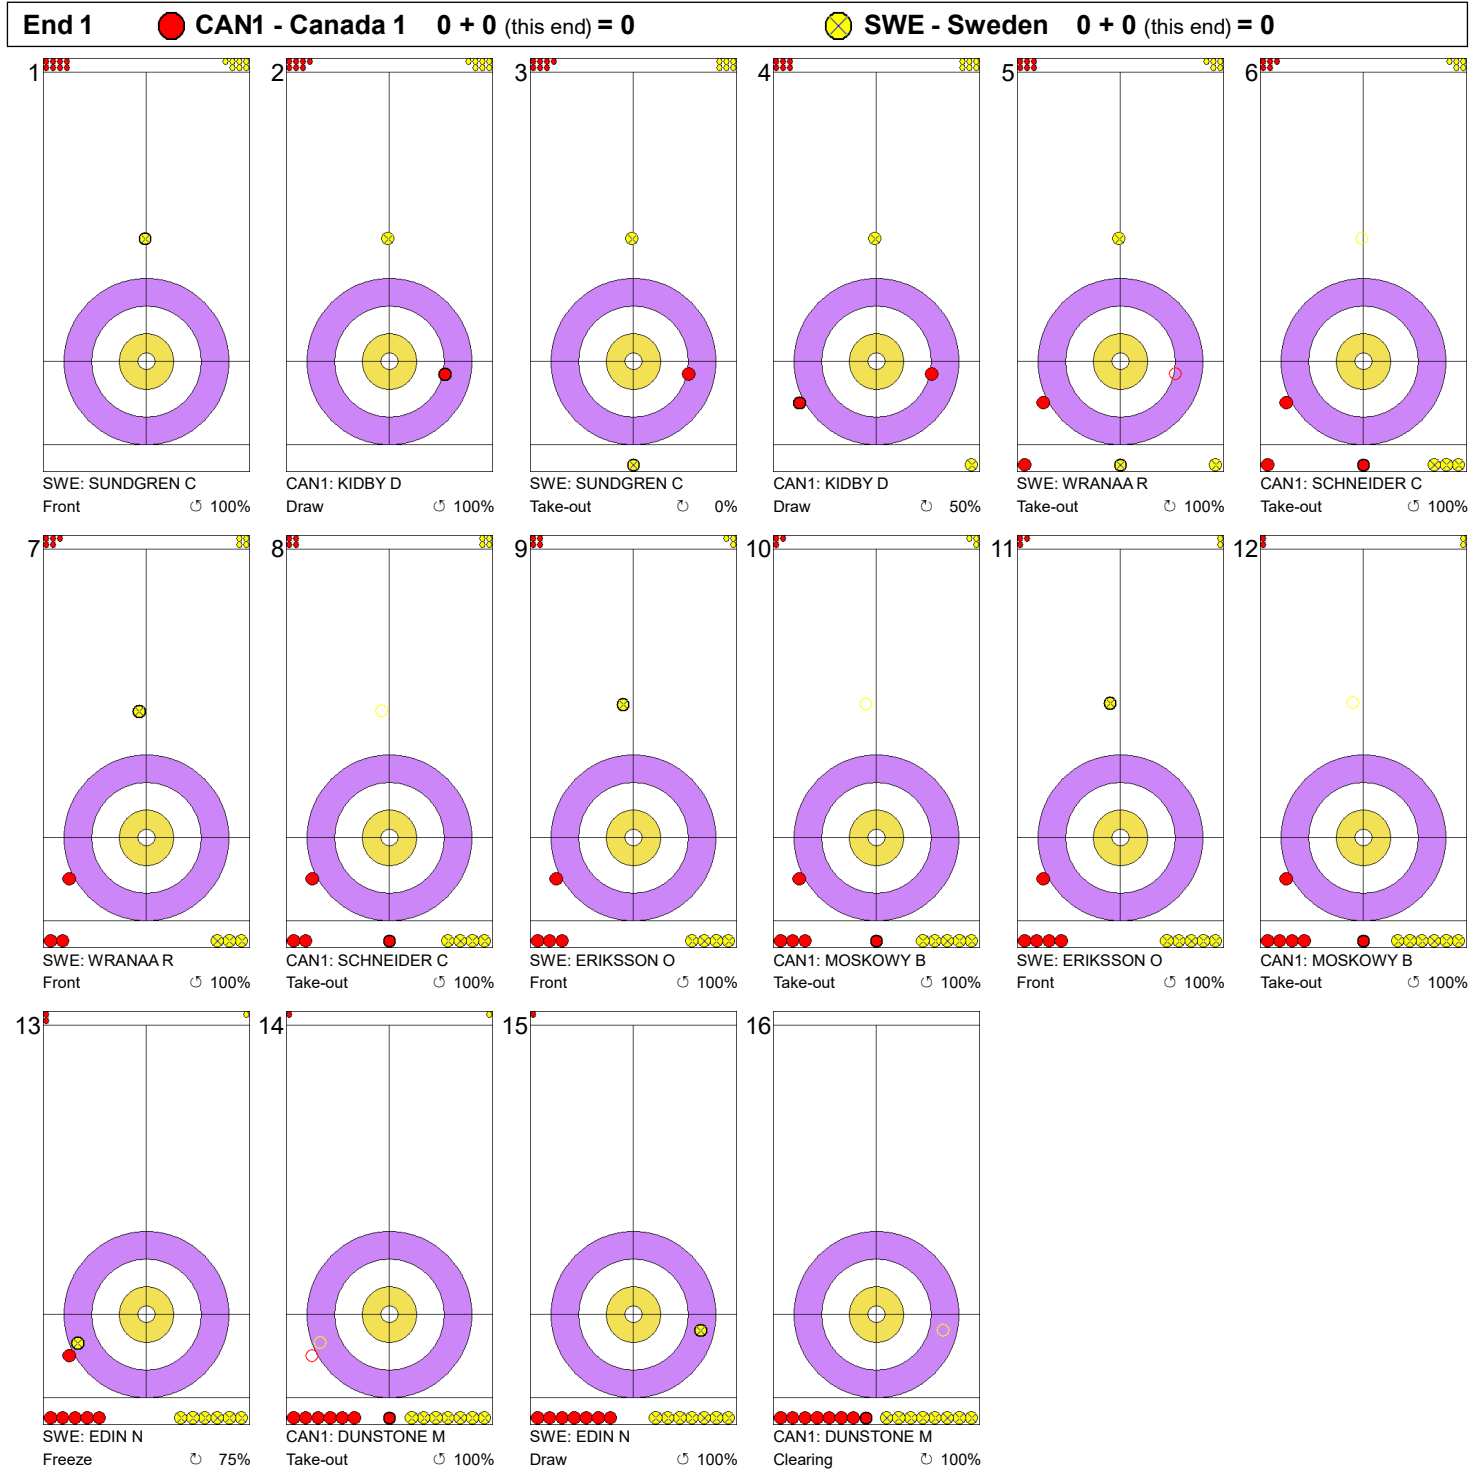 End 1 CAN1 - Canada 1 0 + 0 (this end) = 0 SWE - Sweden 0 + 0 (this end) = 0
1 2 3 4 5 6
SWE: SUNDGREN C CAN1: KIDBY D SWE: SUNDGREN C CAN1: KIDBY D SWE: WRANAA R CAN1: SCHNEIDER C
Front ↺ 100% Draw ↺ 100% Take-out ↻ 0% Draw ↻ 50% Take-out ↺ 100% Take-out ↺ 100%
7 8 9 10 11 12
SWE: WRANAA R CAN1: SCHNEIDER C SWE: ERIKSSON O CAN1: MOSKOWY B SWE: ERIKSSON O CAN1: MOSKOWY B
Front ↺ 100% Take-out ↺ 100% Front ↺ 100% Take-out ↺ 100% Front ↺ 100% Take-out ↺ 100%
13 14 15 16
SWE: EDIN N CAN1: DUNSTONE M SWE: EDIN N CAN1: DUNSTONE M
Freeze ↻ 75% Take-out ↺ 100% Draw ↺ 100% Clearing ↻ 100%